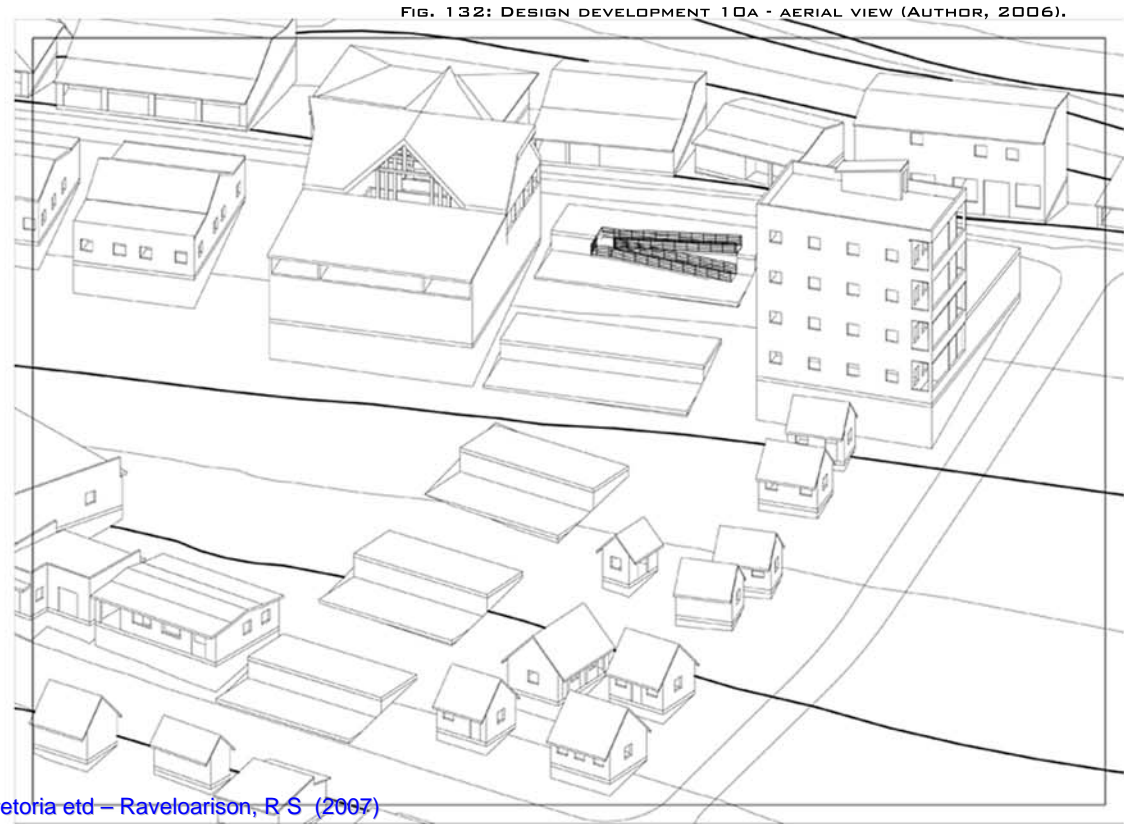 FIG. 132: DESIGN DEVELOPMENT 10A - AERIAL VIEW (AUTHOR, 2006).
etoria etd – Raveloarison, R S (2007)